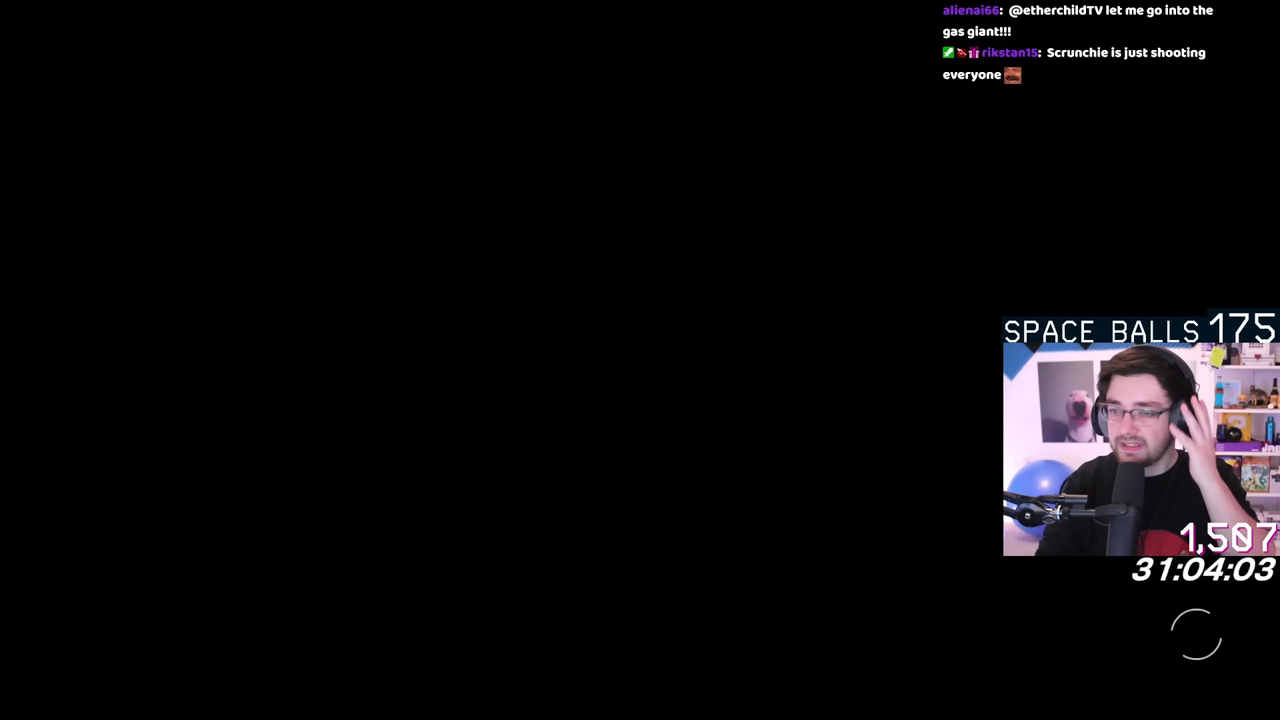 alienai66: @etherchildTV let me go into the
gas giant!!!
rikstan15: Scrunchie is just shooting
everyone
SPACE BALLS 175
1,507
31:04:03